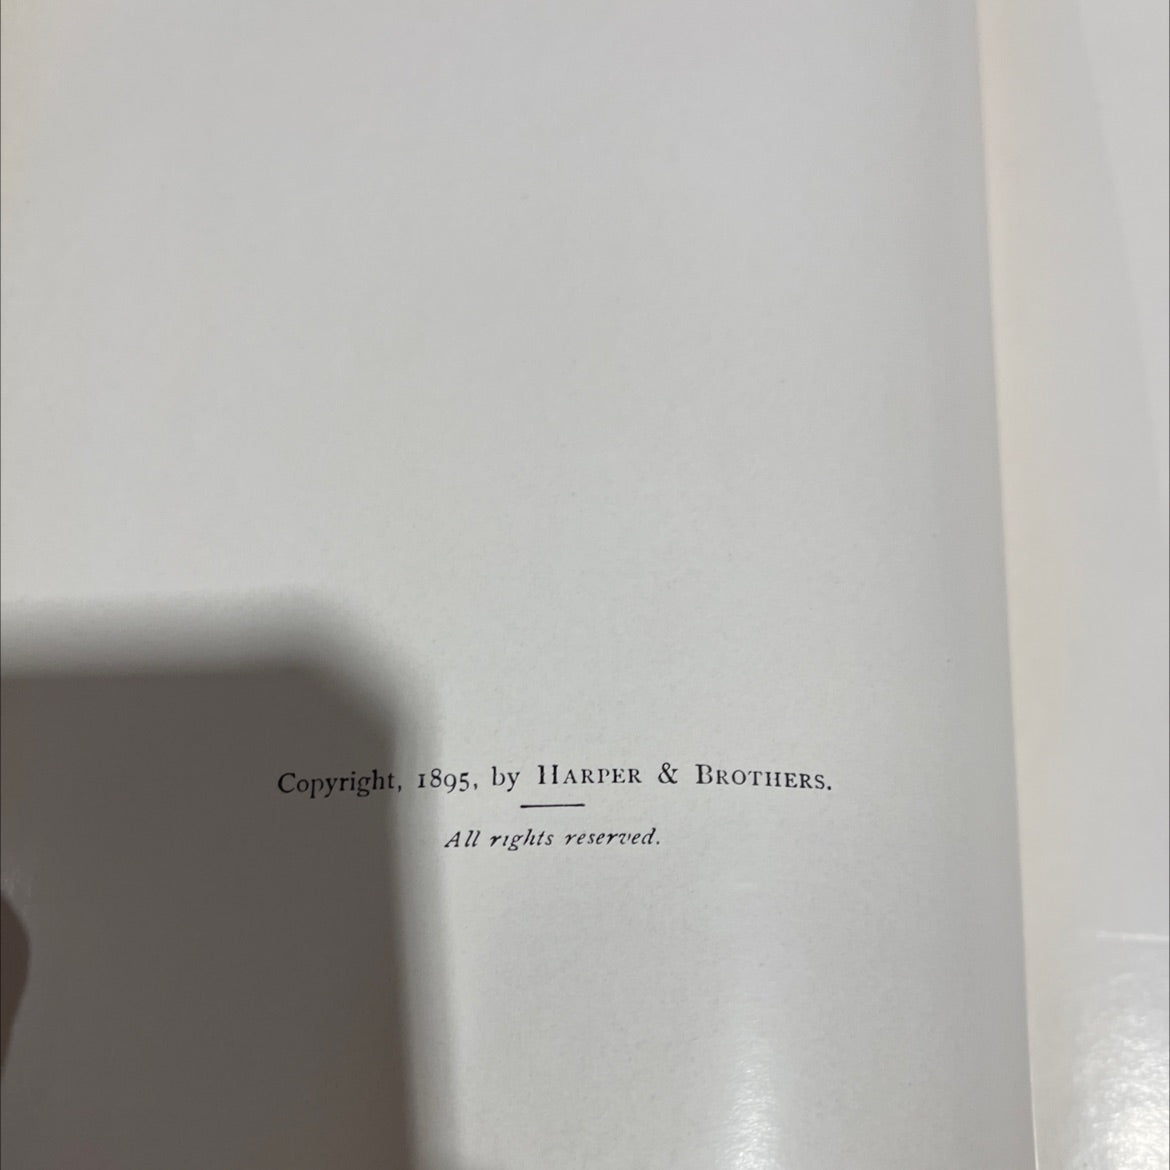 Copyright, 1895, by HARPER & BROTHERS.
All rights reserved.